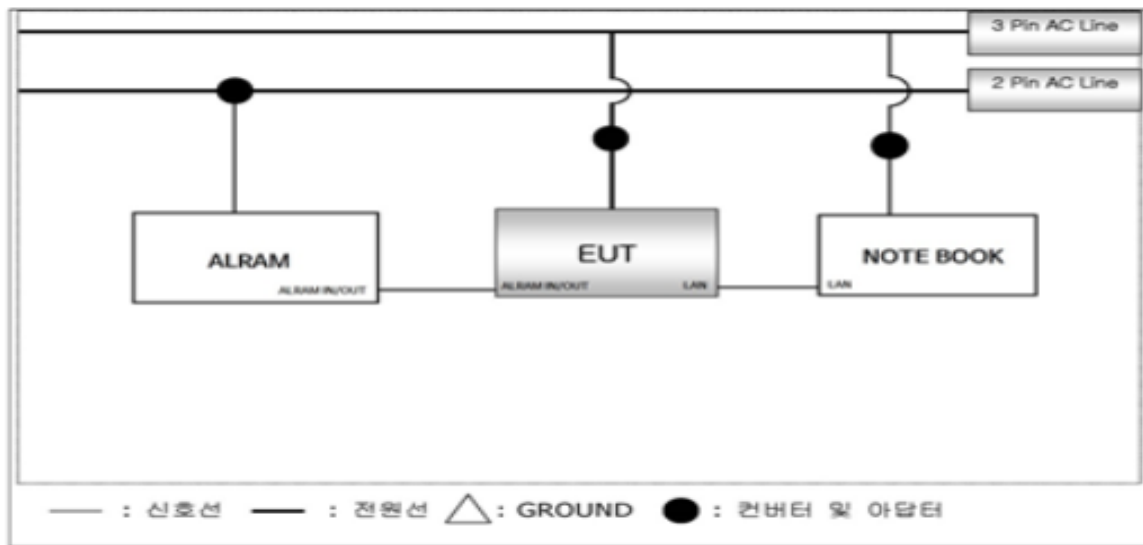 3 Pin AC Line
2 Pin AC Line
ALRAM
ALRAM IN/OUT
EUT
ALRAM IN/OUT LAN
NOTE BOOK
LAN
: 신호선 : 전원선 : GROUND : 컨버터 및 아답터